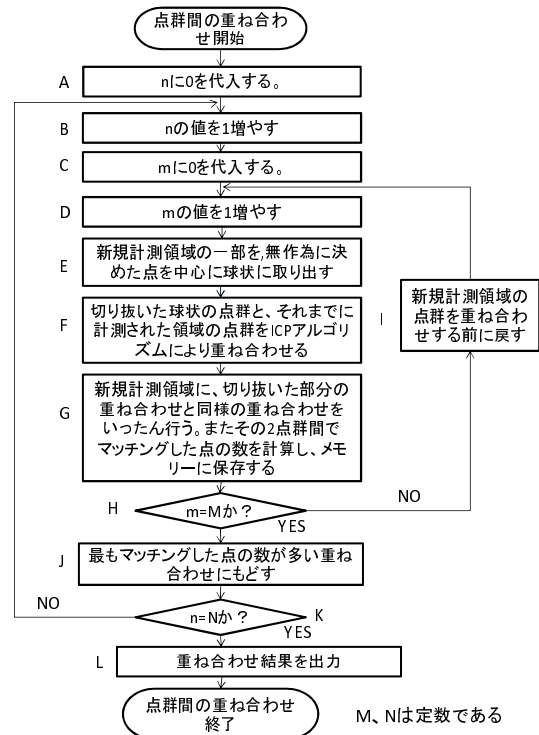 点群間の重ね合わ
せ開始
A
nに0を代入する。
B
nの値を1増やす
C
mに0を代入する。
D
mの値を1増やす
E
新規計測領域の一部を,無作為に決
めた点を中心に球状に取り出す
F
切り抜いた球状の点群と、それまでに
計測された領域の点群をICPアルゴリ
ズムにより重ね合わせる
I
新規計測領域の
点群を重ね合わ
せする前に戻す
G
新規計測領域に、切り抜いた部分の
重ね合わせと同様の重ね合わせを
いったん行う。またその2点群間で
マッチングした点の数を計算し、メモ
リーに保存する
H
m=Mか？
NO
YES
J
最もマッチングした点の数が多い重ね
合わせにもどす
NO
n=Nか？
K
YES
L
重ね合わせ結果を出力
点群間の重ね合わせ
終了
M、Nは定数である